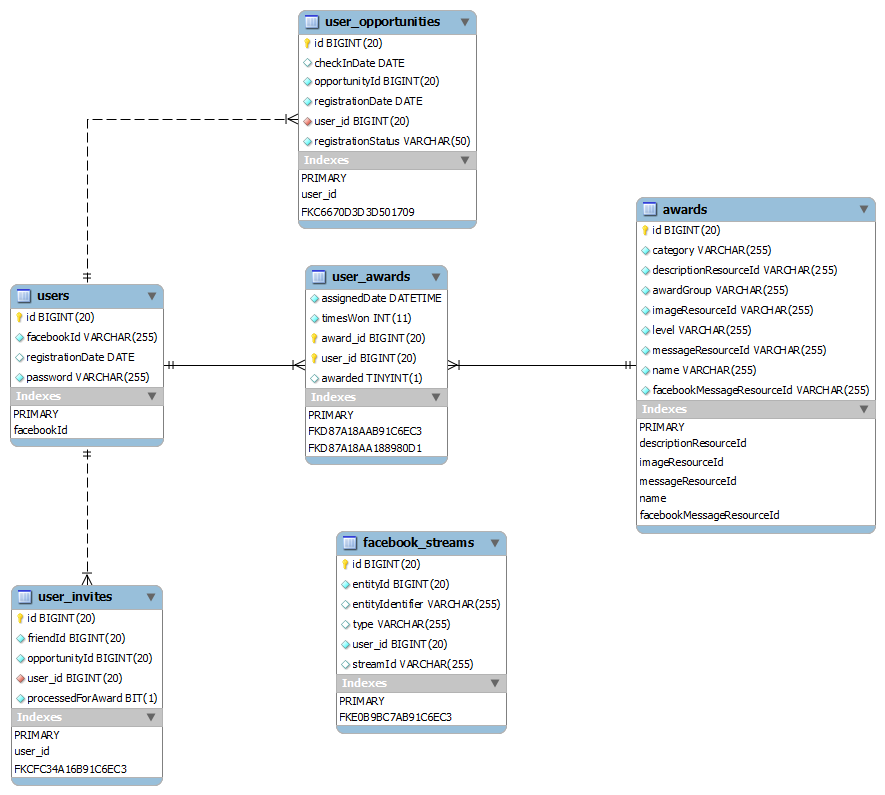 user_opportunities
id BIGINT(20)
checkInDate DATE
opportunityId BIGINT(20)
registrationDate DATE
user_id BIGINT(20)
registrationStatus VARCHAR(50)
Indexes
PRIMARY
user_id
FKC6670D3D3D501709
awards
id BIGINT(20)
category VARCHAR(255)
descriptionResourceId VARCHAR(255)
awardGroup VARCHAR(255)
imageResourceId VARCHAR(255)
level VARCHAR(255)
messageResourceId VARCHAR(255)
name VARCHAR(255)
facebookMessageResourceId VARCHAR(255)
Indexes
PRIMARY
descriptionResourceId
imageResourceId
messageResourceId
name
facebookMessageResourceId
user_awards
assignedDate DATETIME
timesWon INT(11)
award_id BIGINT(20)
user_id BIGINT(20)
awarded TINYINT(1)
Indexes
PRIMARY
FKD87A18AAB91C6EC3
FKD87A18AA188980D1
users
id BIGINT(20)
facebookId VARCHAR(255)
registrationDate DATE
password VARCHAR(255)
Indexes
PRIMARY
facebookId
facebook_streams
id BIGINT(20)
entityId BIGINT(20)
entityIdentifier VARCHAR(255)
type VARCHAR(255)
user_id BIGINT(20)
streamId VARCHAR(255)
Indexes
PRIMARY
FKE0B9BC7AB91C6EC3
user_invites
id BIGINT(20)
friendId BIGINT(20)
opportunityId BIGINT(20)
user_id BIGINT(20)
processedForAward BIT(1)
Indexes
PRIMARY
user_id
FKCFC34A16B91C6EC3